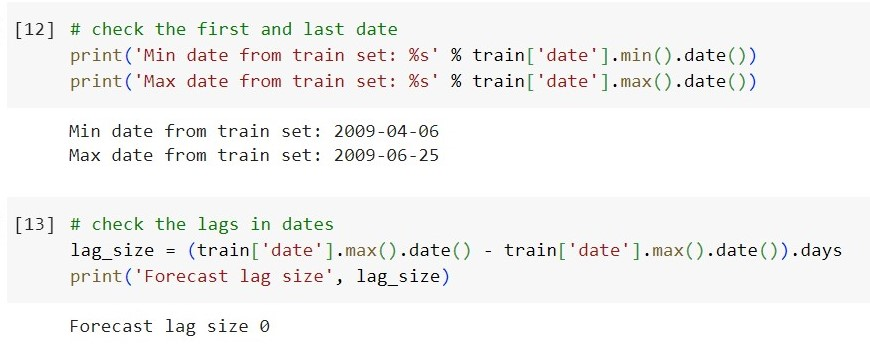 [12] # check the first and last date
print('Min date from train set: %s' % train['date'].min().date())
print('Max date from train set: %s' % train['date'].max().date())
Min date from train set: 2009-04-06
Max date from train set: 2009-06-25
[13] # check the lags in dates
lag_size = (train['date'].max().date() - train['date'].max().date()).days
print('Forecast lag size', lag_size)
Forecast lag size 0